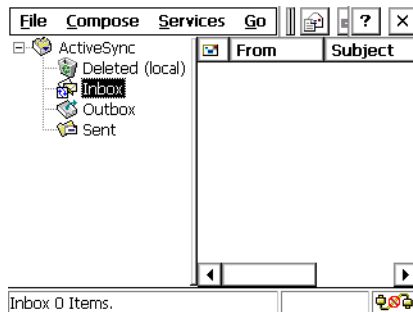 File Compose Services Go ? ×
ActiveSync From Subject
Deleted (local)
Inbox
Outbox
Sent
Inbox 0 Items.